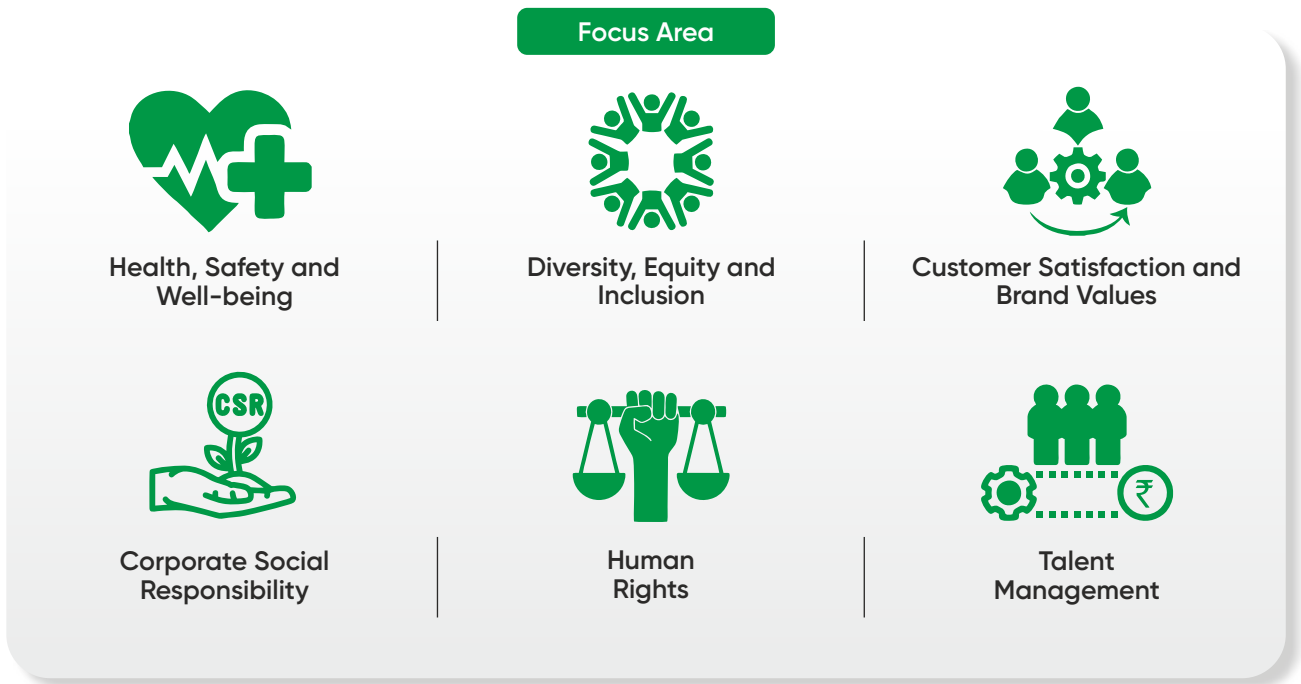 Focus Area
Health, Safety and
Well-being
Diversity, Equity and
Inclusion
Customer Satisfaction and
Brand Values
CSR
Corporate Social
Responsibility
Human
Rights
₹
Talent
Management